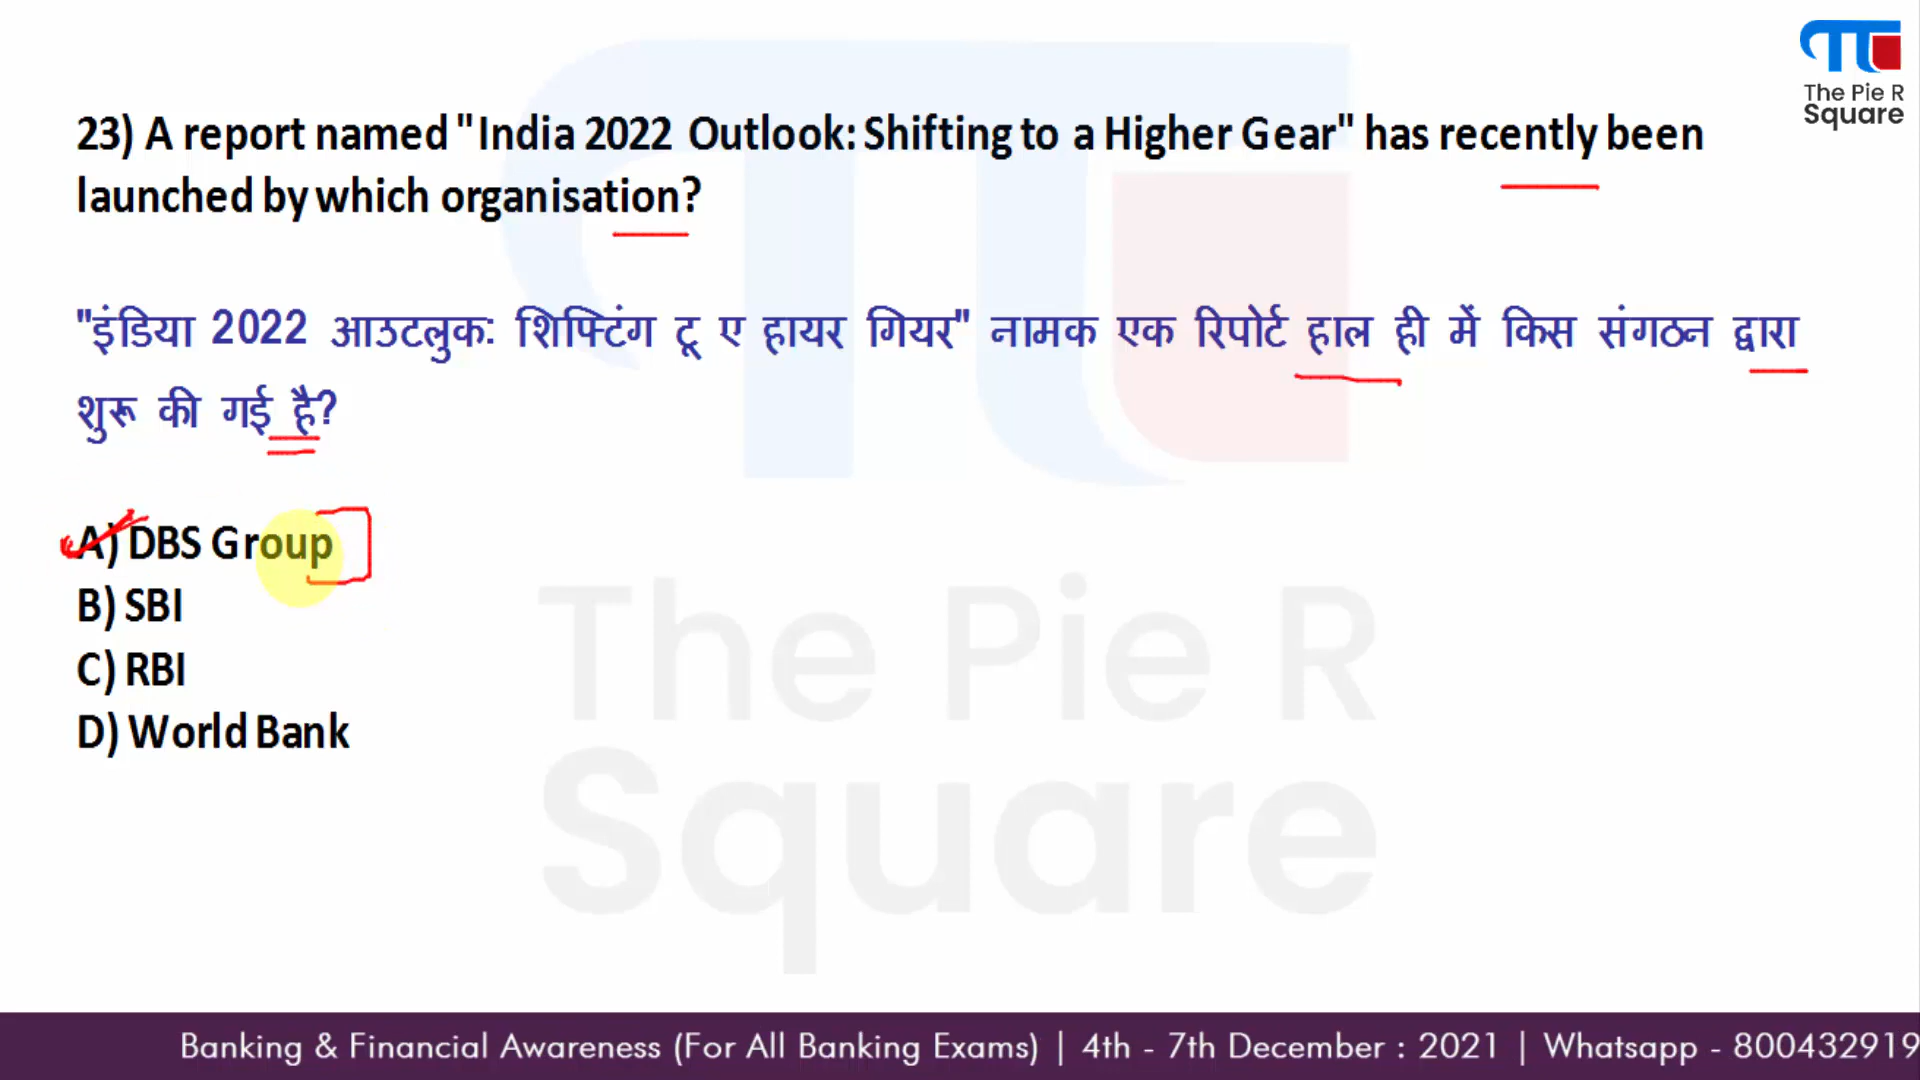 The Pie R
Square
23) A report named "India 2022 Outlook: Shifting to a Higher Gear" has recently been
launched by which organisation?
"इंडिया 2022 आउटलुक: शिफ्टिंग टू ए हायर गियर" नामक एक रिपोर्ट हाल ही में किस संगठन द्वारा
शुरू की गई है?
A) DBS Group
B) SBI
C) RBI
D) World Bank
The Pie R
Square
Banking & Financial Awareness (For All Banking Exams) | 4th - 7th December : 2021 | Whatsapp - 800432919